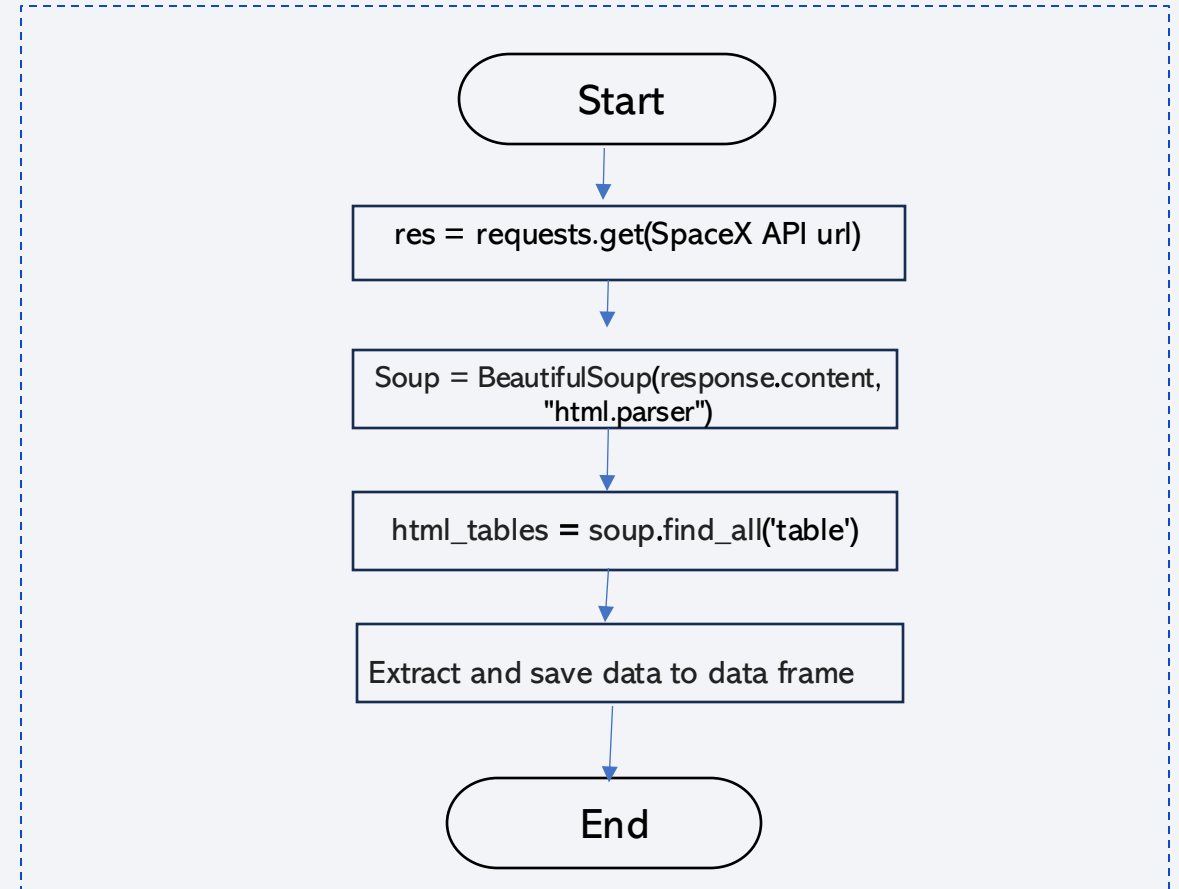 Start
res = requests.get(SpaceX API url)
Soup = BeautifulSoup(response.content,
"html.parser")
html_tables = soup.find_all('table')
Extract and save data to data frame
End